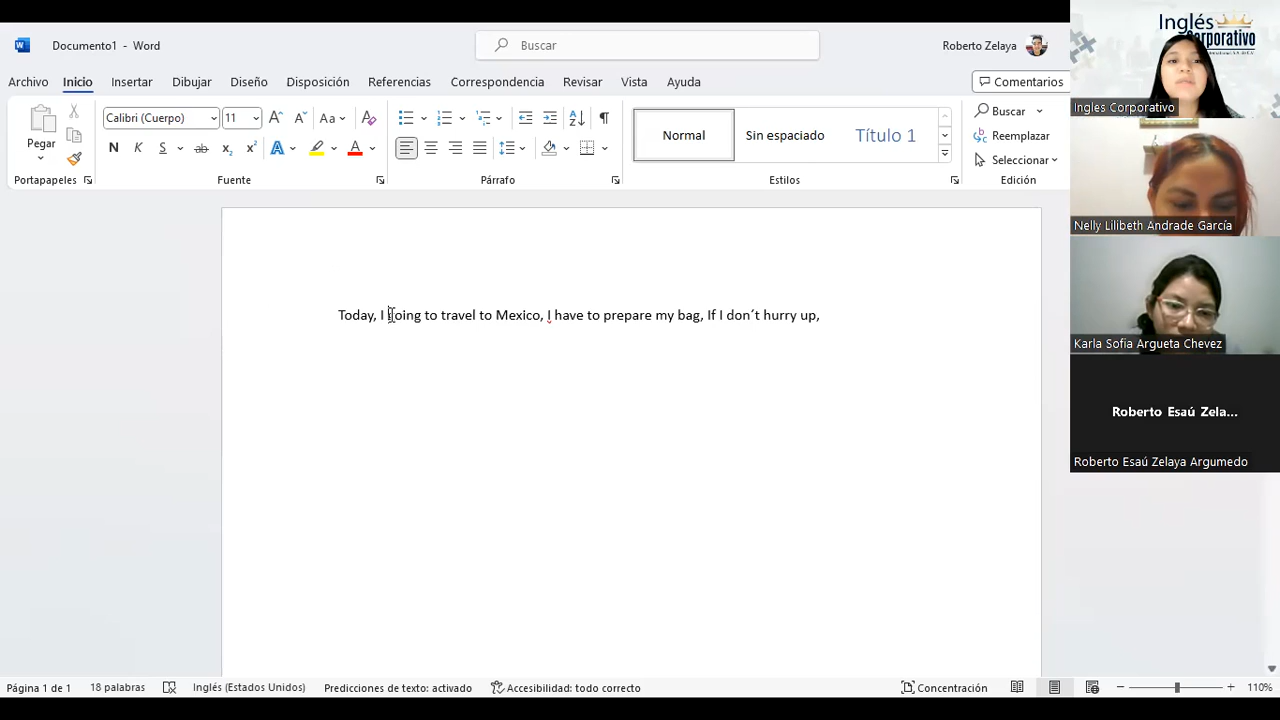 Documento1 - Word
Buscar
Roberto Zelaya
Archivo Inicio Insertar Dibujar Diseño Disposición Referencias Correspondencia Revisar Vista Ayuda
Comentarios
Pegar
Portapapeles
Calibri (Cuerpo) 11
Fuente
Párrafo
Normal Sin espaciado Título 1
Estilos
Buscar
Reemplazar
Seleccionar
Edición
Today, I going to travel to Mexico, I have to prepare my bag, If I don´t hurry up,
Página 1 de 1 18 palabras Inglés (Estados Unidos) Predicciones de texto: activado Accesibilidad: todo correcto Concentración 110%
Inglés
Corporativo
Ingles Corporativo
Nelly Lilibeth Andrade García
Karla Sofia Argueta Chevez
Roberto Esaú Zela...
Roberto Esaú Zelaya Argumedo